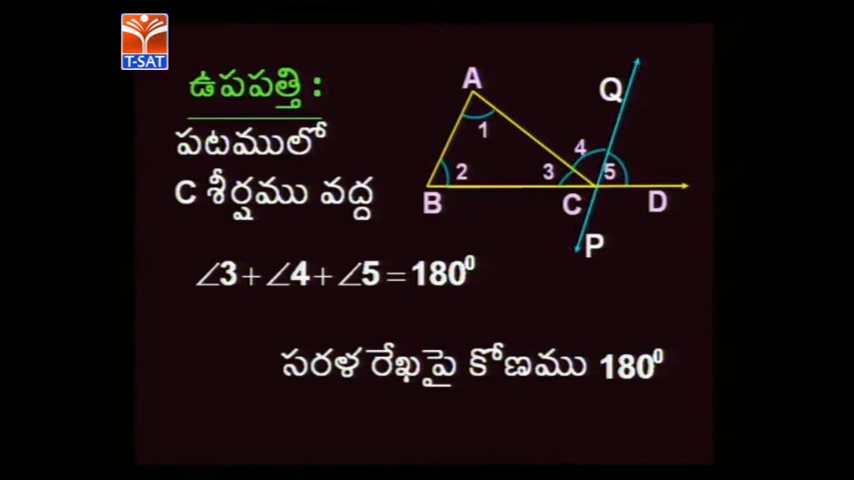 T-SAT
ఉపపత్తి :
పటములో
C శీర్షము వద్ద
A
1
2
3
4
5
B
C
D
Q
P
∠3 + ∠4 + ∠5 = 180⁰
సరళ రేఖపై కోణము 180⁰